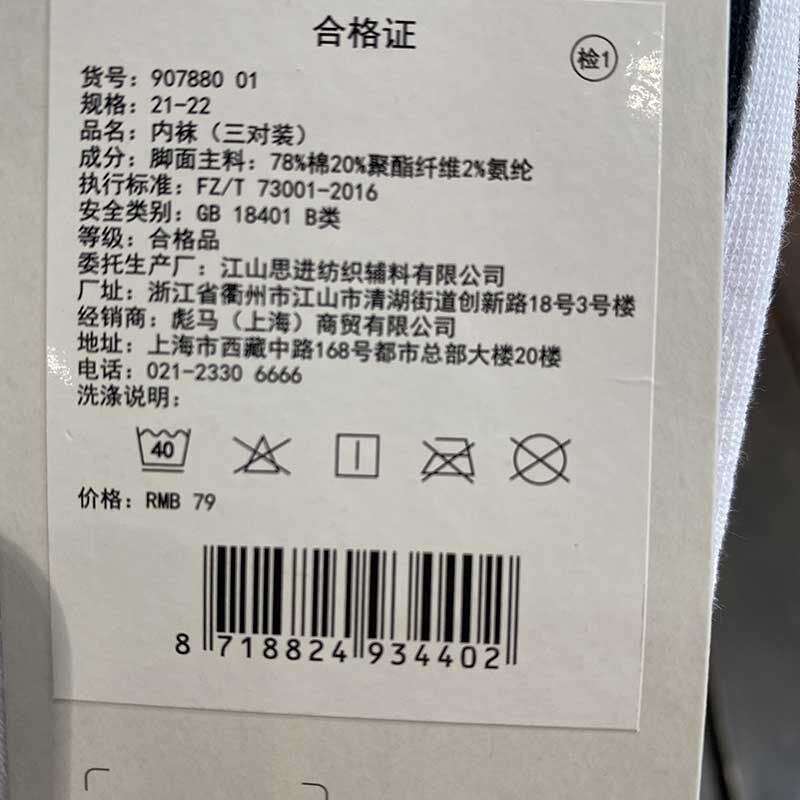 合格证
检1
货号：907880 01
规格：21-22
品名：内袜（三对装）
成分：脚面主料：78%棉20%聚酯纤维2%氨纶
执行标准：FZ/T 73001-2016
安全类别：GB 18401 B类
等级：合格品
委托生产厂：江山思进纺织辅料有限公司
厂址：浙江省衢州市江山市清湖街道创新路18号3号楼
经销商：彪马（上海）商贸有限公司
地址：上海市西藏中路168号都市总部大楼20楼
电话：021-2330 6666
洗涤说明：
40
价格：RMB 79
8 718824 934402